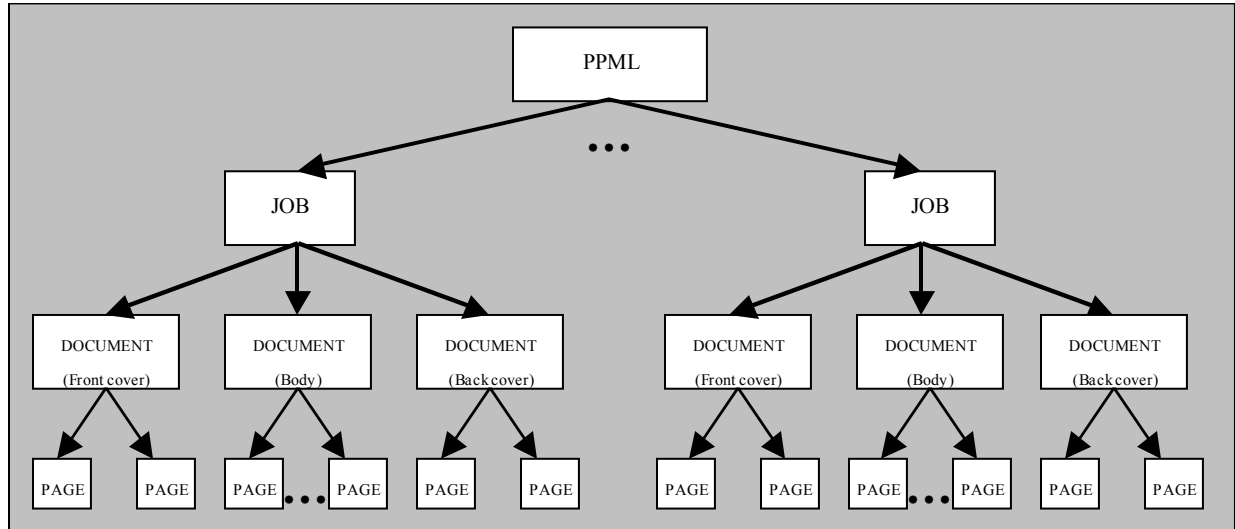 PPML
...
JOB
JOB
DOCUMENT
(Front cover)
DOCUMENT
(Body)
DOCUMENT
(Back cover)
DOCUMENT
(Front cover)
DOCUMENT
(Body)
DOCUMENT
(Back cover)
PAGE
PAGE
PAGE
...
PAGE
PAGE
PAGE
PAGE
PAGE
PAGE
...
PAGE
PAGE
PAGE